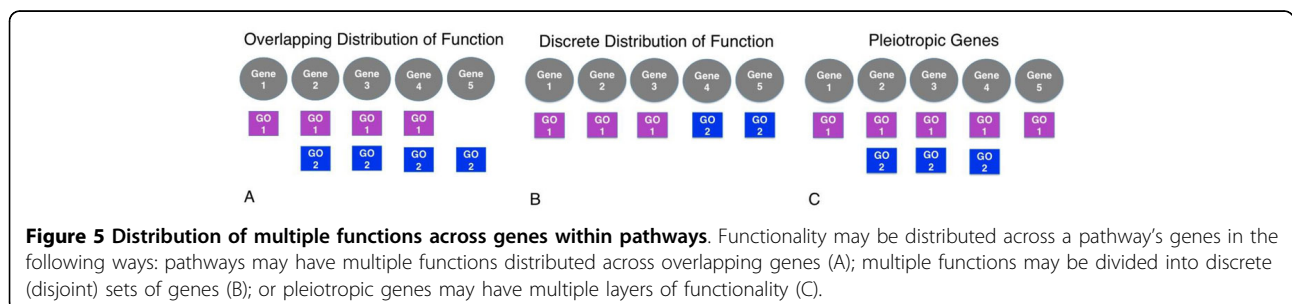 Overlapping Distribution of Function
Discrete Distribution of Function
Pleiotropic Genes
Gene 1
Gene 2
Gene 3
Gene 4
Gene 5
Gene 1
Gene 2
Gene 3
Gene 4
Gene 5
Gene 1
Gene 2
Gene 3
Gene 4
Gene 5
GO 1
GO 1
GO 1
GO 1
GO 1
GO 1
GO 1
GO 2
GO 2
GO 1
GO 1
GO 1
GO 1
GO 1
GO 2
GO 2
GO 2
GO 2
GO 2
GO 2
GO 2
A
B
C
Figure 5 Distribution of multiple functions across genes within pathways. Functionality may be distributed across a pathway's genes in the
following ways: pathways may have multiple functions distributed across overlapping genes (A); multiple functions may be divided into discrete
(disjoint) sets of genes (B); or pleiotropic genes may have multiple layers of functionality (C).